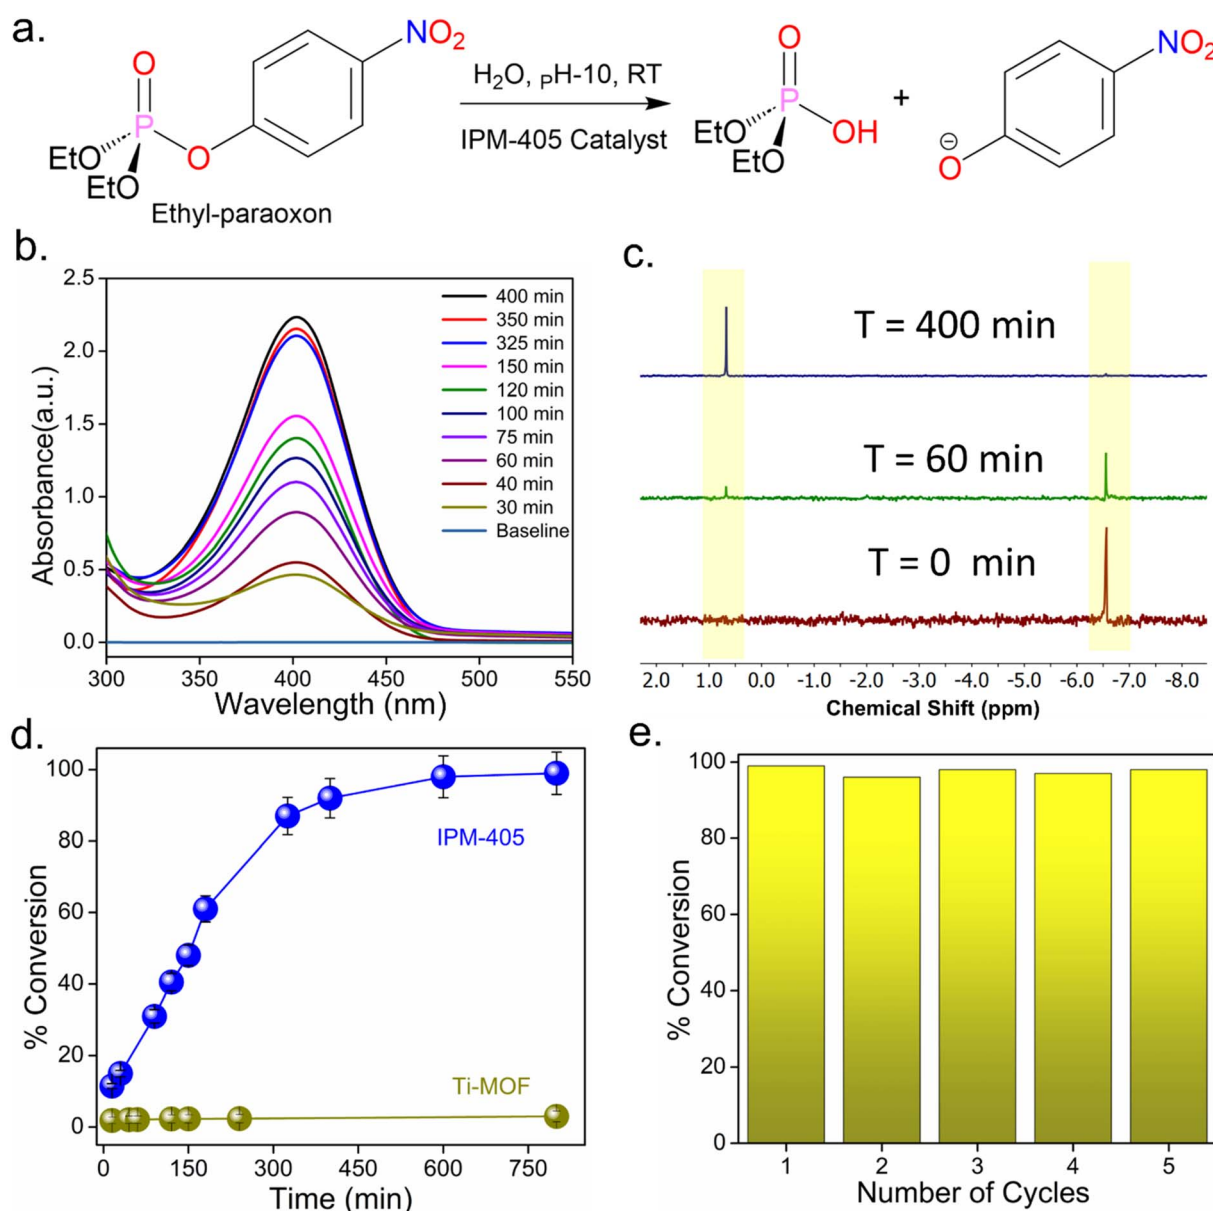 a.
O
P
EtO
EtO
O
NO₂
Ethyl-paraoxon
H₂O, ₚH-10, RT
IPM-405 Catalyst
O
P
EtO
EtO
OH
+
⊖
O
NO₂
b.
Absorbance(a.u.)
2.5
2.0
1.5
1.0
0.5
0.0
400 min
350 min
325 min
150 min
120 min
100 min
75 min
60 min
40 min
30 min
Baseline
300 350 400 450 500 550
Wavelength (nm)
c.
T = 400 min
T = 60 min
T = 0 min
2.0 1.0 0.0 -1.0 -2.0 -3.0 -4.0 -5.0 -6.0 -7.0 -8.0
Chemical Shift (ppm)
d.
% Conversion
100
80
60
40
20
0
IPM-405
Ti-MOF
0 150 300 450 600 750
Time (min)
e.
% Conversion
100
80
60
40
20
0
1 2 3 4 5
Number of Cycles